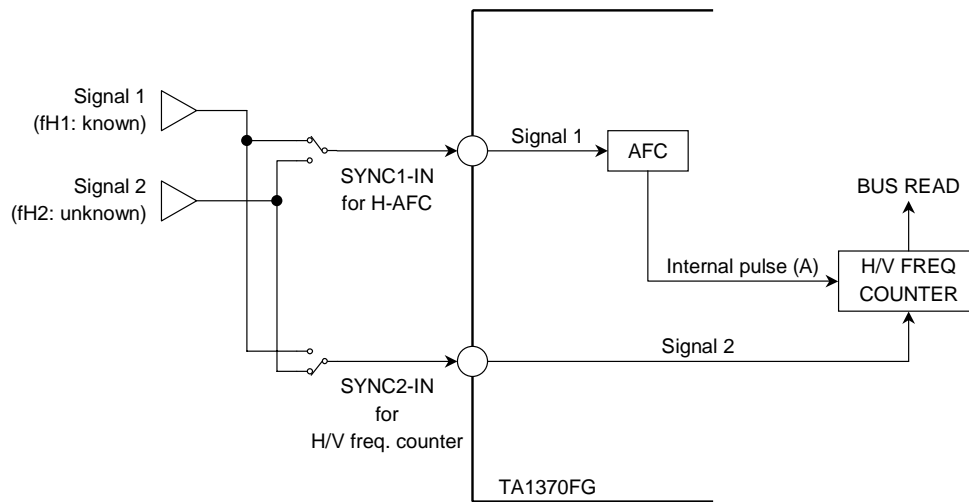 Signal 1
(fH1: known)
Signal 2
(fH2: unknown)
SYNC1-IN
for H-AFC
Signal 1
AFC
BUS READ
Internal pulse (A)
H/V FREQ
COUNTER
Signal 2
SYNC2-IN
for
H/V freq. counter
TA1370FG